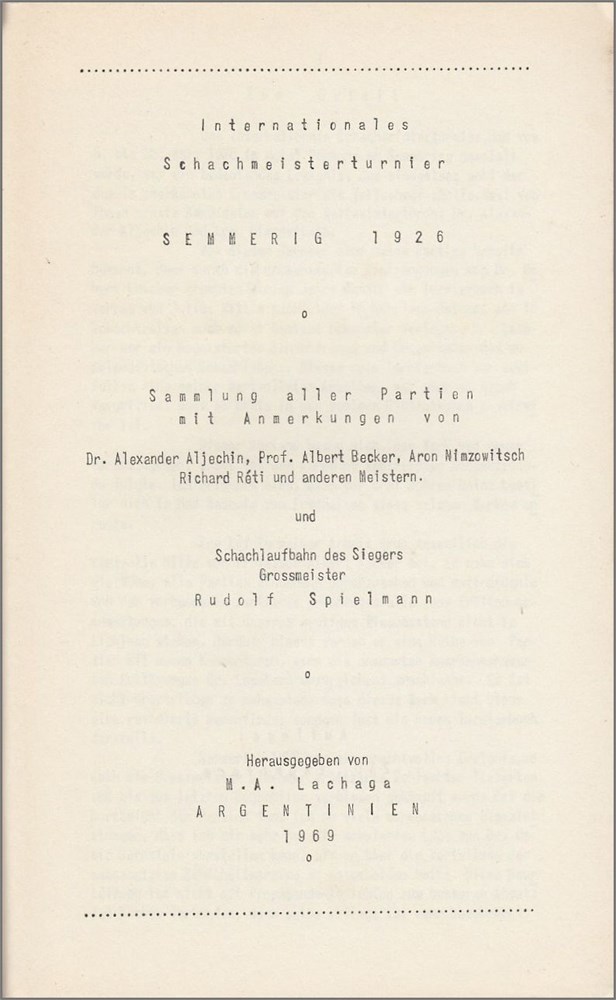 Internationales
Schachmeisterturnier
SEMMERIG 1926
o
Sammlung aller Partien
mit Anmerkungen von
Dr. Alexander Aljechin, Prof. Albert Becker, Aron Nimzowitsch
Richard Réti und anderen Meistern.
und
Schachlaufbahn des Siegers
Grossmeister
Rudolf Spielmann
o
Herausgegeben von
M.A. Lachaga
ARGENTINIEN
1969
o